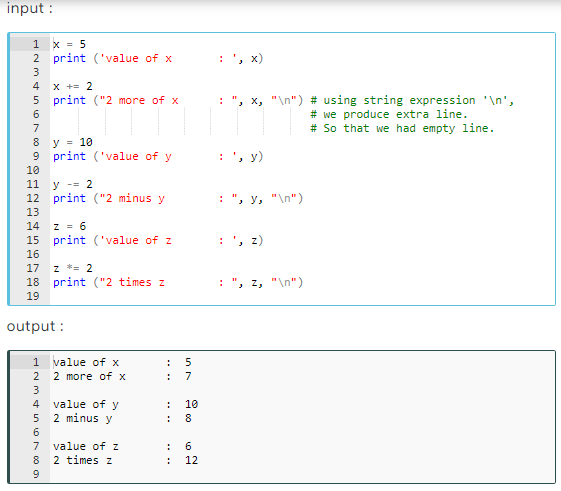 input :
1 x = 5
2 print ('value of x       : ', x)
3
4 x += 2
5 print ("2 more of x      : ", x, "\n") # using string expression '\n',
6 # we produce extra line.
7 # So that we had empty line.
8 y = 10
9 print ('value of y       : ', y)
10
11 y -= 2
12 print ("2 minus y        : ", y, "\n")
13
14 z = 6
15 print ('value of z       : ', z)
16
17 z *= 2
18 print ("2 times z        : ", z, "\n")
19
output :
1 value of x       :  5
2 2 more of x      :  7
3
4 value of y       :  10
5 2 minus y        :  8
6
7 value of z       :  6
8 2 times z        :  12
9